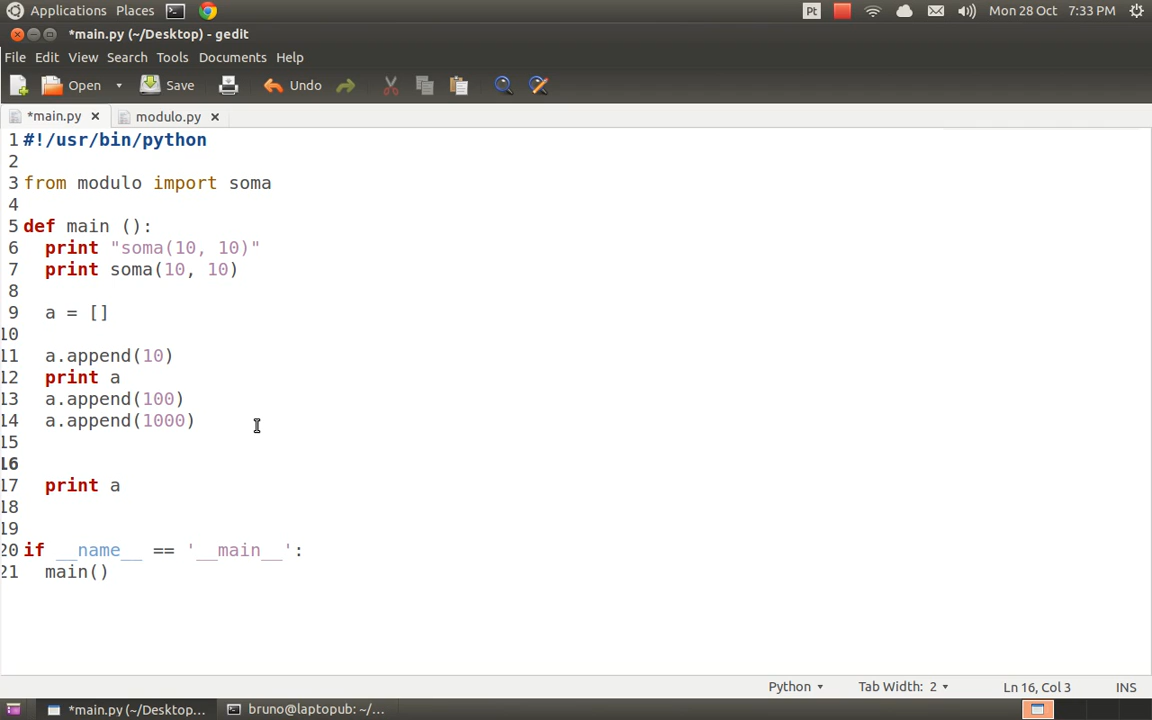 Applications Places Pt Mon 28 Oct 7:33 PM
*main.py (~/Desktop) - gedit
File Edit View Search Tools Documents Help
Open Save Undo
*main.py modulo.py
1 #!/usr/bin/python
2
3 from modulo import soma
4
5 def main ():
6   print "soma(10, 10)"
7   print soma(10, 10)
8
9   a = []
10
11   a.append(10)
12   print a
13   a.append(100)
14   a.append(1000)
15
16
17   print a
18
19
20 if __name__ == '__main__':
21   main()
Python Tab Width: 2 Ln 16, Col 3 INS
*main.py (~/Desktop... bruno@laptopub: ~/...